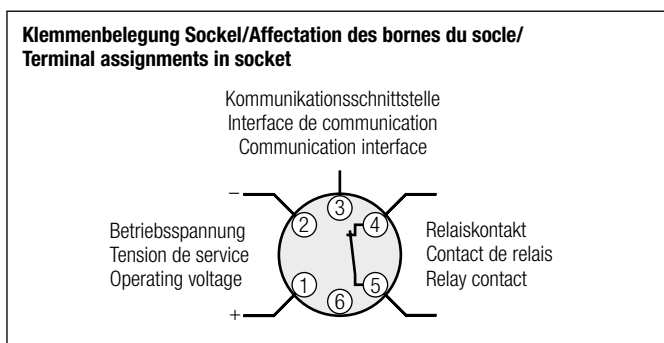 Klemmenbelegung Sockel/Affectation des bornes du socle/
Terminal assignments in socket
Kommunikationsschnittstelle
Interface de communication
Communication interface
−
3
2
4
Betriebsspannung
Tension de service
Operating voltage
Relaiskontakt
Contact de relais
Relay contact
1
5
6
+